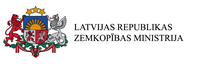 LATVIJAS REPUBLIKAS
ZEMKOPĪBAS MINISTRIJA